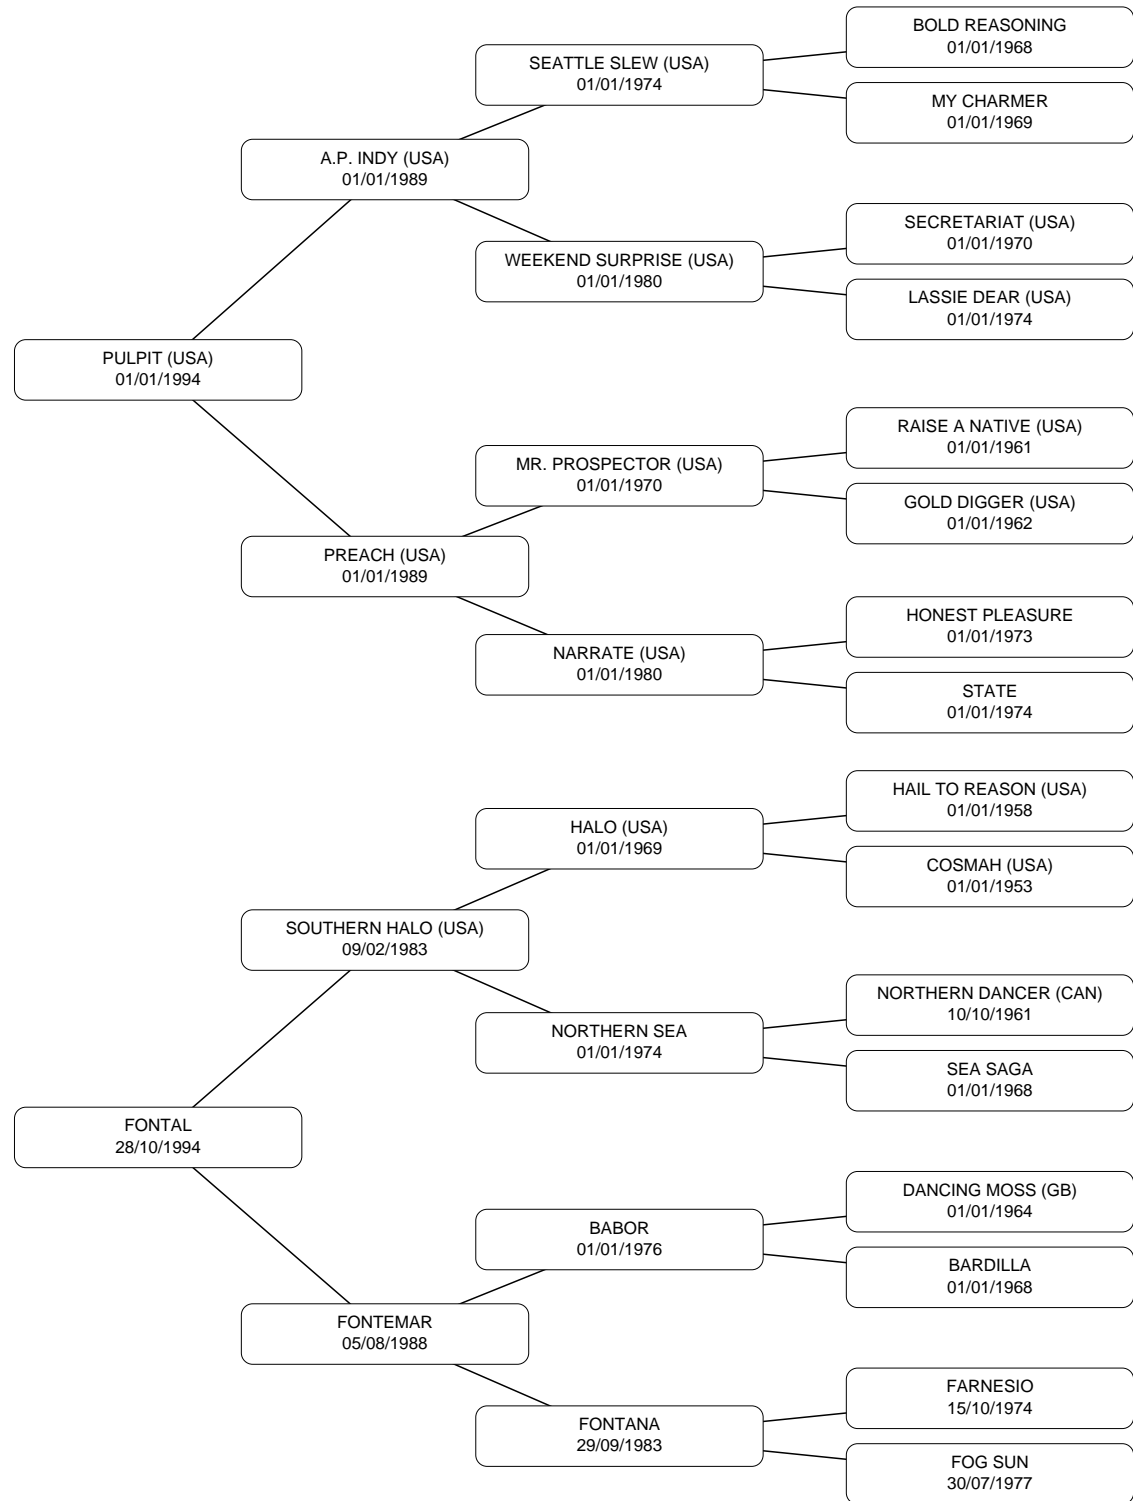 BOLD REASONING
01/01/1968
SEATTLE SLEW (USA)
01/01/1974
MY CHARMER
01/01/1969
A.P. INDY (USA)
01/01/1989
SECRETARIAT (USA)
01/01/1970
WEEKEND SURPRISE (USA)
01/01/1980
LASSIE DEAR (USA)
01/01/1974
PULPIT (USA)
01/01/1994
RAISE A NATIVE (USA)
01/01/1961
MR. PROSPECTOR (USA)
01/01/1970
GOLD DIGGER (USA)
01/01/1962
PREACH (USA)
01/01/1989
HONEST PLEASURE
01/01/1973
NARRATE (USA)
01/01/1980
STATE
01/01/1974
HAIL TO REASON (USA)
01/01/1958
HALO (USA)
01/01/1969
COSMAH (USA)
01/01/1953
SOUTHERN HALO (USA)
09/02/1983
NORTHERN DANCER (CAN)
10/10/1961
NORTHERN SEA
01/01/1974
SEA SAGA
01/01/1968
FONTAL
28/10/1994
DANCING MOSS (GB)
01/01/1964
BABOR
01/01/1976
BARDILLA
01/01/1968
FONTEMAR
05/08/1988
FARNESIO
15/10/1974
FONTANA
29/09/1983
FOG SUN
30/07/1977